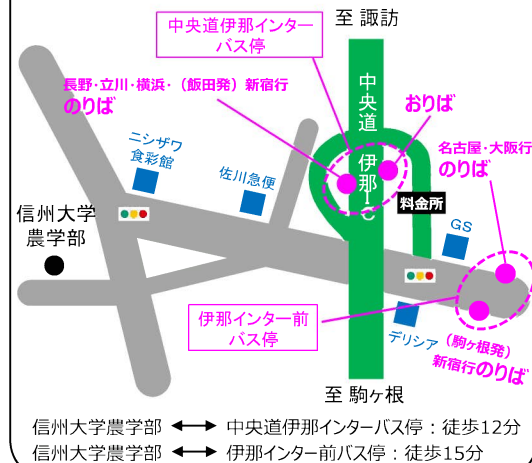 至 諏訪
中央道伊那インター
バス停
中央道 伊那IC
長野・立川・横浜・（飯田発）新宿行
のりば
おりば
名古屋・大阪行
のりば
ニシザワ
食彩館
佐川急便
料金所
信州大学
農学部
GS
伊那インター前
バス停
デリシア
（駒ヶ根発）
新宿行のりば
至 駒ヶ根
信州大学農学部 ⟷ 中央道伊那インターバス停：徒歩12分
信州大学農学部 ⟷ 伊那インター前バス停：徒歩15分